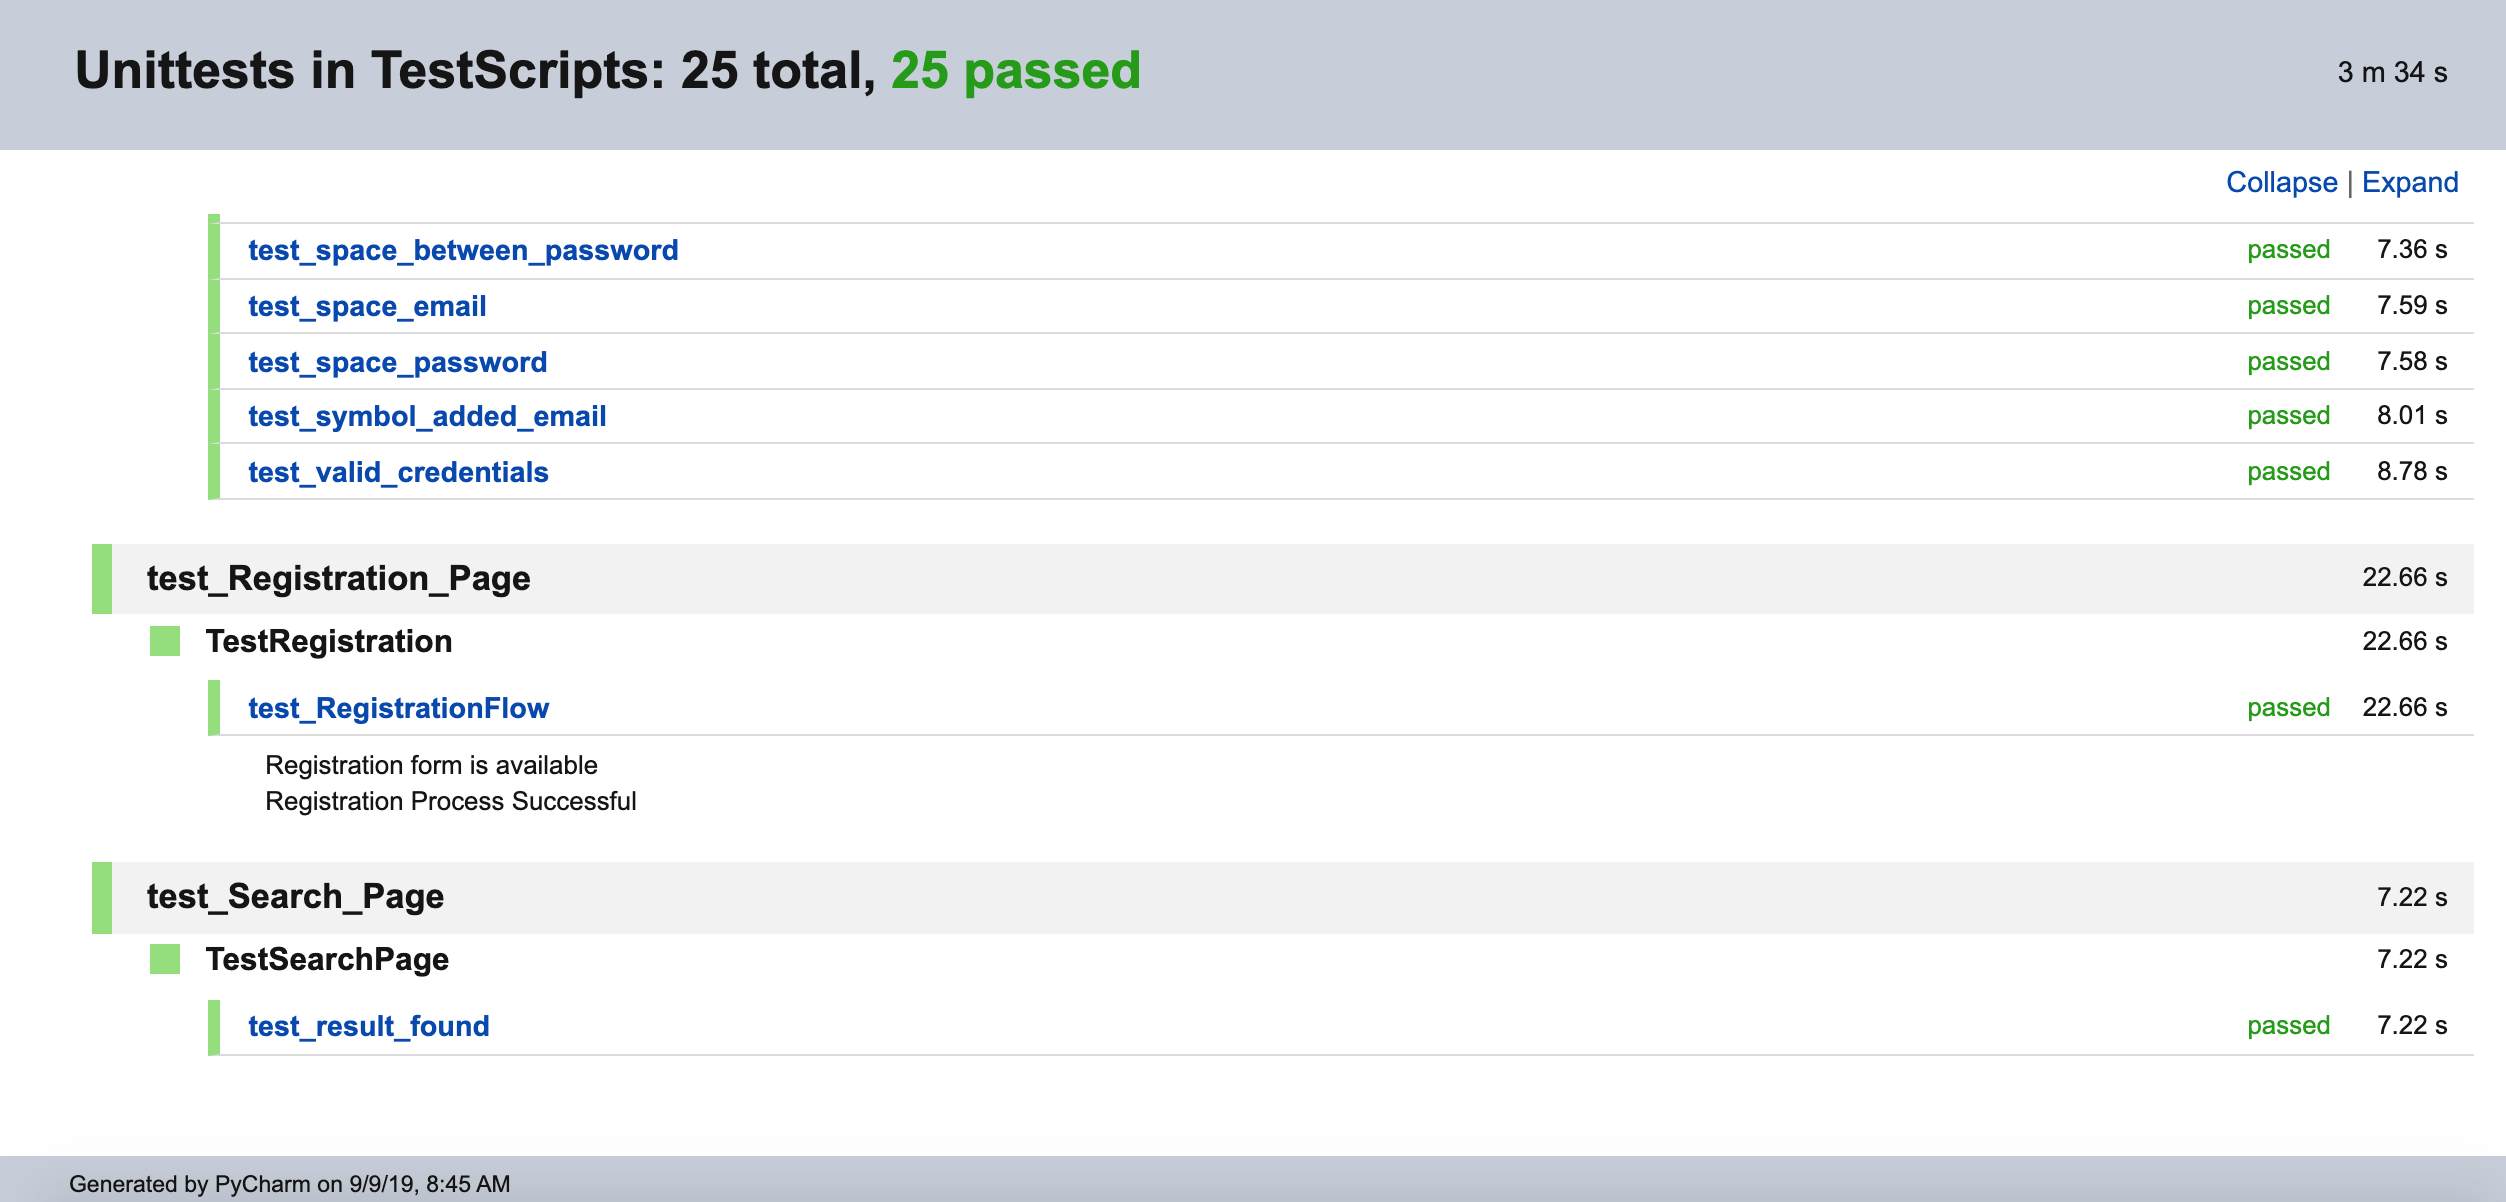 Unittests in TestScripts: 25 total, 25 passed 3 m 34 s
Collapse | Expand
test_space_between_password passed 7.36 s
test_space_email passed 7.59 s
test_space_password passed 7.58 s
test_symbol_added_email passed 8.01 s
test_valid_credentials passed 8.78 s
test_Registration_Page 22.66 s
TestRegistration 22.66 s
test_RegistrationFlow passed 22.66 s
Registration form is available
Registration Process Successful
test_Search_Page 7.22 s
TestSearchPage 7.22 s
test_result_found passed 7.22 s
Generated by PyCharm on 9/9/19, 8:45 AM